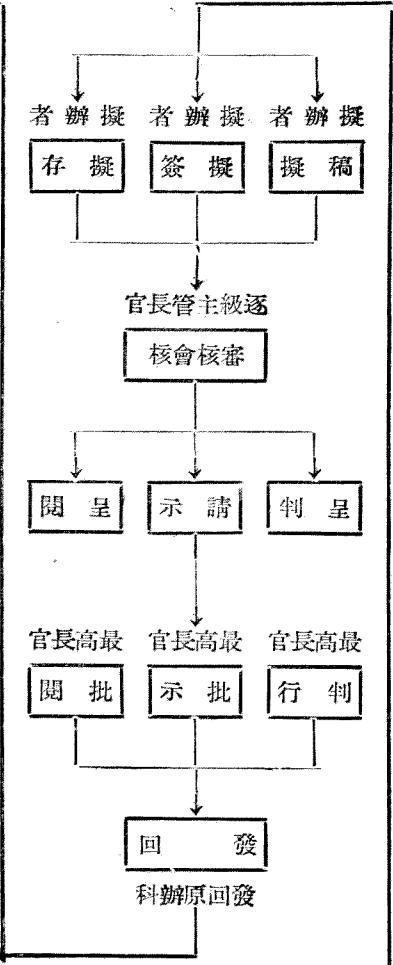 擬辦者 擬辦者 擬辦者
稿擬 擬簽 擬存
逐級主管長官
審核會核
呈判 請示 呈閱
最高長官 最高長官 最高長官
判行 批示 批閱
發回
發回原辦科